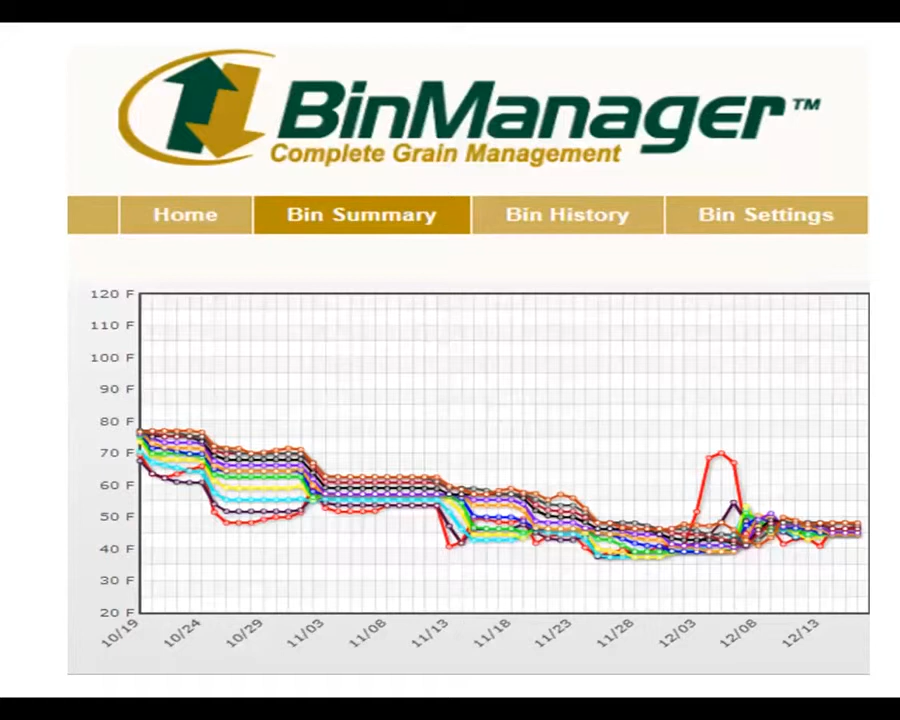 BinManager™
Complete Grain Management
Home
Bin Summary
Bin History
Bin Settings
120 F
110 F
100 F
90 F
80 F
70 F
60 F
50 F
40 F
30 F
20 F
10/19
10/24
10/29
11/03
11/08
11/13
11/18
11/23
11/28
12/03
12/08
12/13